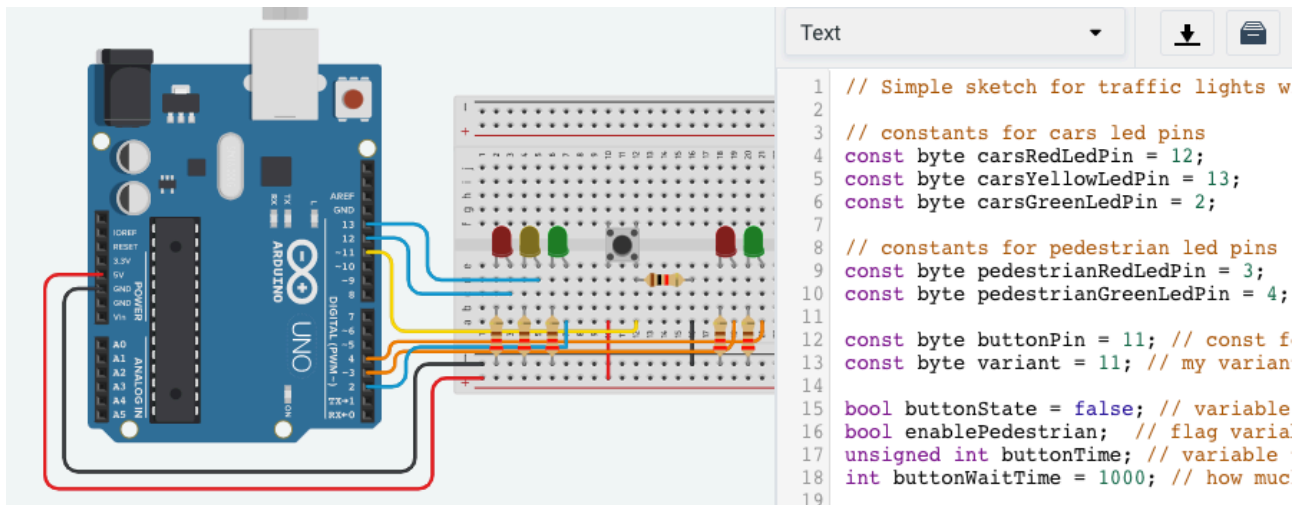 Text
1 // Simple sketch for traffic lights w
2
3 // constants for cars led pins
4 const byte carsRedLedPin = 12;
5 const byte carsYellowLedPin = 13;
6 const byte carsGreenLedPin = 2;
7
8 // constants for pedestrian led pins
9 const byte pedestrianRedLedPin = 3;
10 const byte pedestrianGreenLedPin = 4;
11
12 const byte buttonPin = 11; // const f
13 const byte variant = 11; // my varian
14
15 bool buttonState = false; // variable
16 bool enablePedestrian;  // flag varia
17 unsigned int buttonTime; // variable
18 int buttonWaitTime = 1000; // how muc
19
AREF
GND
13
12
~11
~10
~9
8
7
~6
~5
4
~3
2
TX→1
RX←0
DIGITAL (PWM~)
IOREF
RESET
3.3V
5V
GND
GND
Vin
POWER
A0
A1
A2
A3
A4
A5
ANALOG IN
RX
TX
L
ARDUINO
UNO
ON